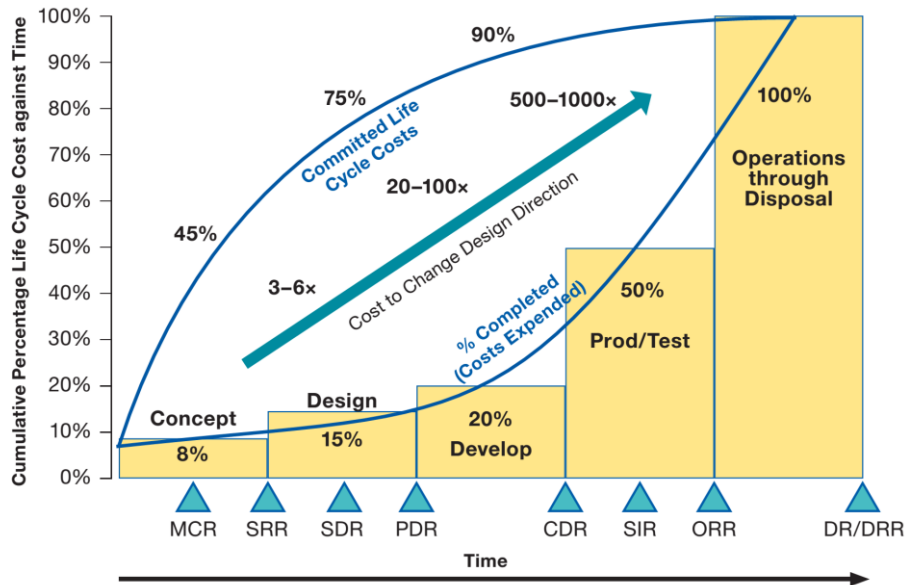 Cumulative Percentage Life Cycle Cost against Time
100%
90%
80%
70%
60%
50%
40%
30%
20%
10%
0%
45%
75%
90%
Committed Life
Cycle Costs
3–6×
20–100×
500–1000×
Cost to Change Design Direction
% Completed
(Costs Expended)
Concept
8%
Design
15%
20%
Develop
50%
Prod/Test
100%
Operations
through
Disposal
MCR
SRR
SDR
PDR
CDR
SIR
ORR
DR/DRR
Time